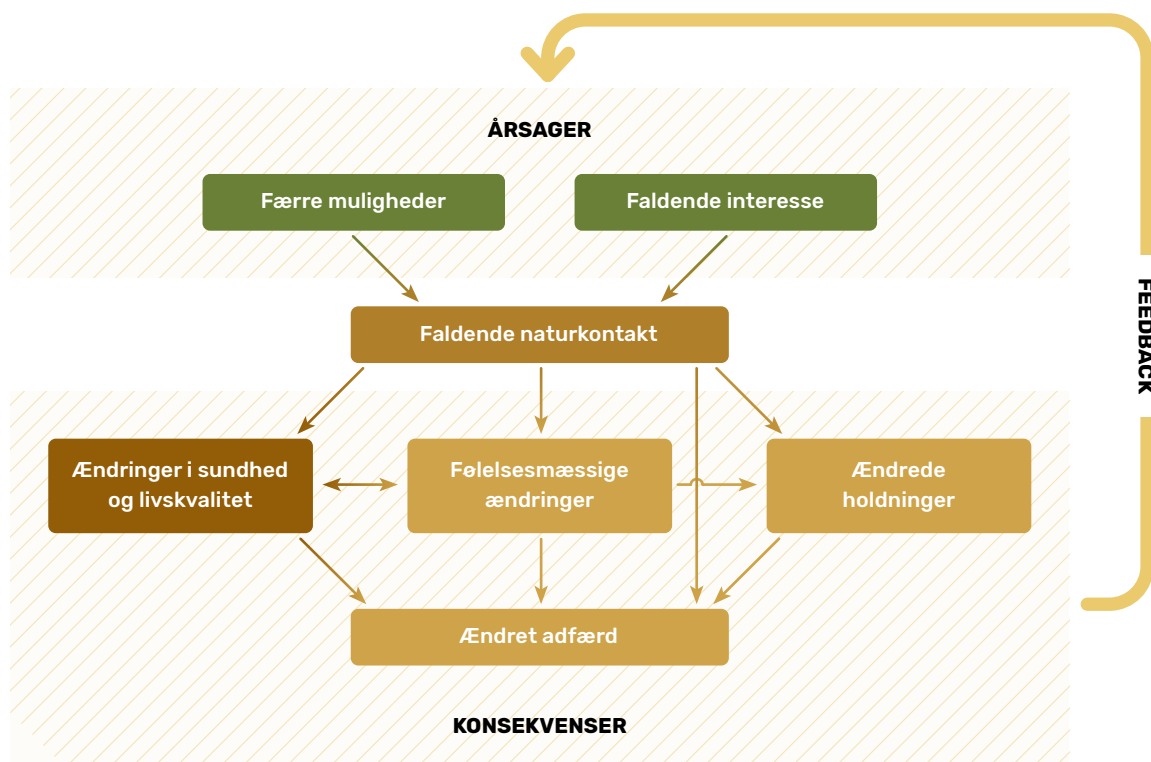 ÅRSAGER
Færre muligheder
Faldende interesse
Faldende naturkontakt
FEEDBACK
Ændringer i sundhed
og livskvalitet
Følelsesmæssige
ændringer
Ændrede
holdninger
Ændret adfærd
KONSEKVENSER